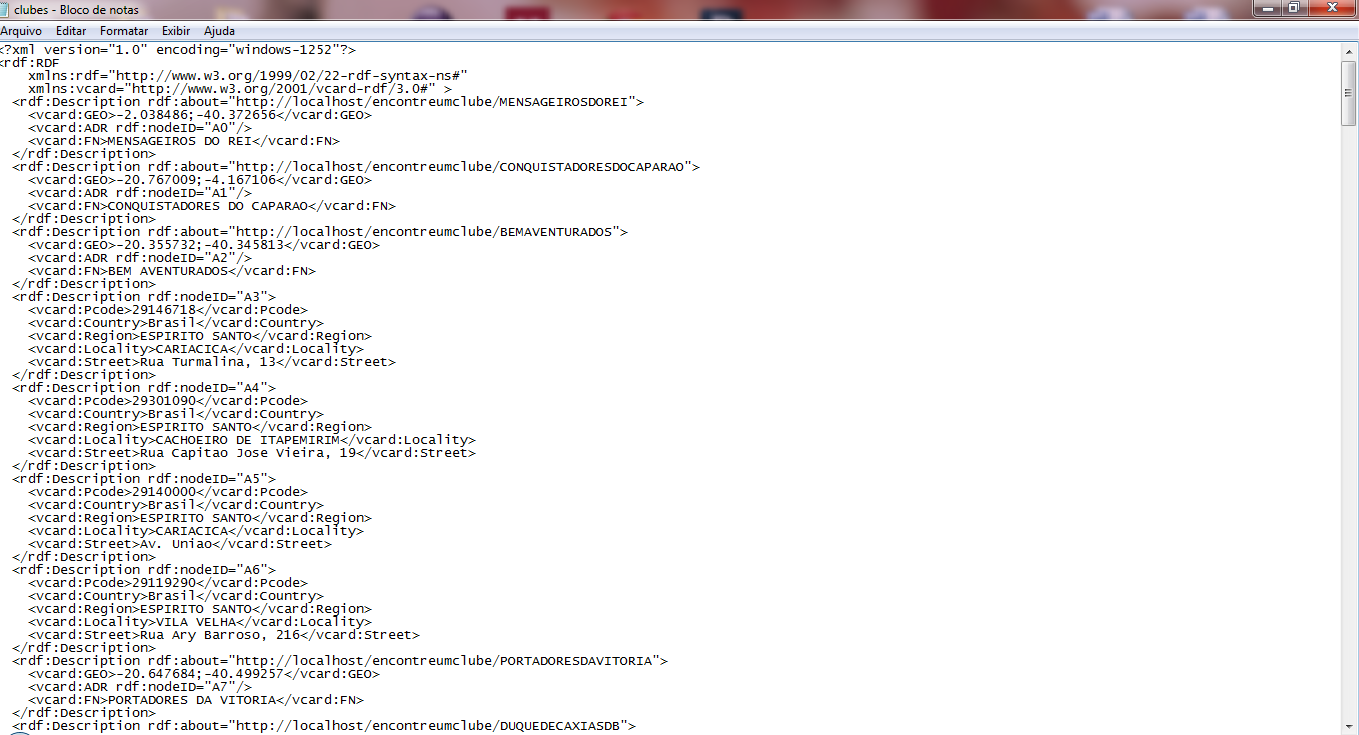 clubes - Bloco de notas
Arquivo Editar Formatar Exibir Ajuda
<?xml version="1.0" encoding="windows-1252"?>
<rdf:RDF
    xmlns:rdf="http://www.w3.org/1999/02/22-rdf-syntax-ns#"
    xmlns:vcard="http://www.w3.org/2001/vcard-rdf/3.0#" >
  <rdf:Description rdf:about="http://localhost/encontreumclube/MENSAGEIROSDOREI">
    <vcard:GEO>-2.038486;-40.372656</vcard:GEO>
    <vcard:ADR rdf:nodeID="A0"/>
    <vcard:FN>MENSAGEIROS DO REI</vcard:FN>
  </rdf:Description>
  <rdf:Description rdf:about="http://localhost/encontreumclube/CONQUISTADORESDOCAPARAO">
    <vcard:GEO>-20.767009;-4.167106</vcard:GEO>
    <vcard:ADR rdf:nodeID="A1"/>
    <vcard:FN>CONQUISTADORES DO CAPARAO</vcard:FN>
  </rdf:Description>
  <rdf:Description rdf:about="http://localhost/encontreumclube/BEMAVENTURADOS">
    <vcard:GEO>-20.355732;-40.345813</vcard:GEO>
    <vcard:ADR rdf:nodeID="A2"/>
    <vcard:FN>BEM AVENTURADOS</vcard:FN>
  </rdf:Description>
  <rdf:Description rdf:nodeID="A3">
    <vcard:Pcode>29146718</vcard:Pcode>
    <vcard:Country>Brasil</vcard:Country>
    <vcard:Region>ESPIRITO SANTO</vcard:Region>
    <vcard:Locality>CARIACICA</vcard:Locality>
    <vcard:Street>Rua Turmalina, 13</vcard:Street>
  </rdf:Description>
  <rdf:Description rdf:nodeID="A4">
    <vcard:Pcode>29301090</vcard:Pcode>
    <vcard:Country>Brasil</vcard:Country>
    <vcard:Region>ESPIRITO SANTO</vcard:Region>
    <vcard:Locality>CACHOEIRO DE ITAPEMIRIM</vcard:Locality>
    <vcard:Street>Rua Capitao Jose Vieira, 19</vcard:Street>
  </rdf:Description>
  <rdf:Description rdf:nodeID="A5">
    <vcard:Pcode>29140000</vcard:Pcode>
    <vcard:Country>Brasil</vcard:Country>
    <vcard:Region>ESPIRITO SANTO</vcard:Region>
    <vcard:Locality>CARIACICA</vcard:Locality>
    <vcard:Street>Av. Uniao</vcard:Street>
  </rdf:Description>
  <rdf:Description rdf:nodeID="A6">
    <vcard:Pcode>29119290</vcard:Pcode>
    <vcard:Country>Brasil</vcard:Country>
    <vcard:Region>ESPIRITO SANTO</vcard:Region>
    <vcard:Locality>VILA VELHA</vcard:Locality>
    <vcard:Street>Rua Ary Barroso, 216</vcard:Street>
  </rdf:Description>
  <rdf:Description rdf:about="http://localhost/encontreumclube/PORTADORESDAVITORIA">
    <vcard:GEO>-20.647684;-40.499257</vcard:GEO>
    <vcard:ADR rdf:nodeID="A7"/>
    <vcard:FN>PORTADORES DA VITORIA</vcard:FN>
  </rdf:Description>
  <rdf:Description rdf:about="http://localhost/encontreumclube/DUQUEDECAXIASDB">